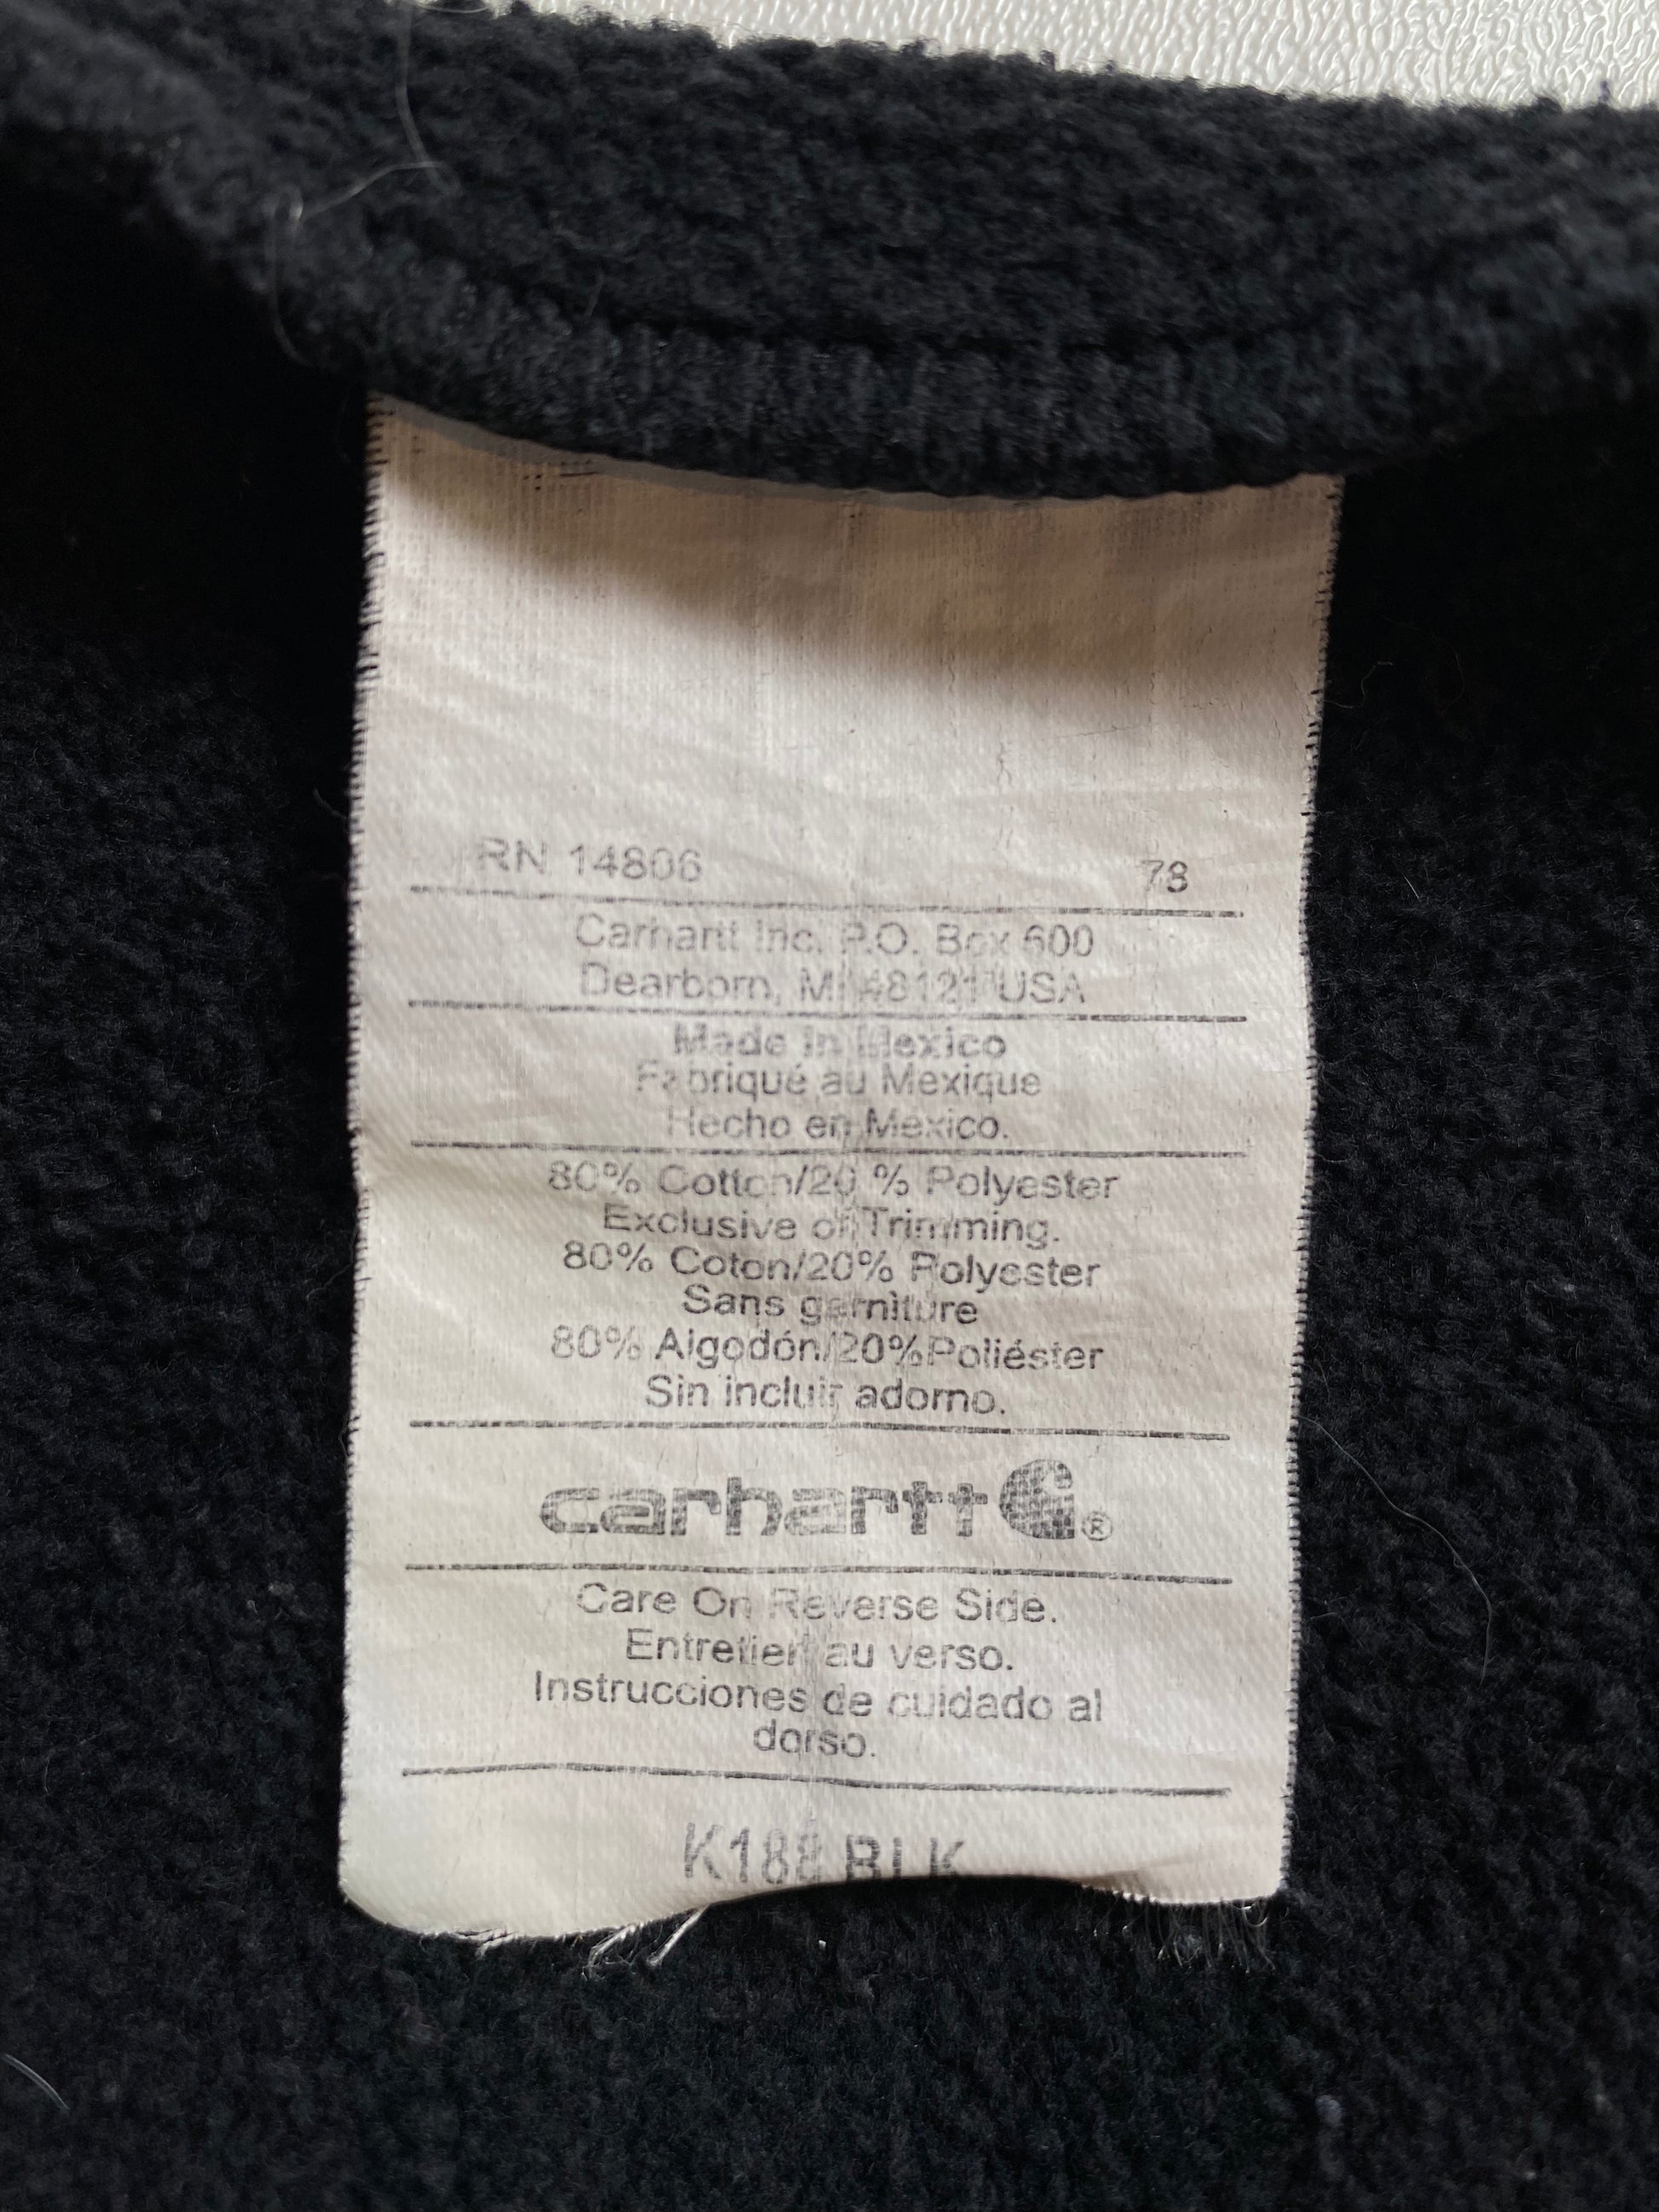 RN 14806 78
Carhartt Inc. P.O. Box 600
Dearborn, MI 48121 USA
Made in Mexico
Fabriqué au Mexique
Hecho en Mexico.
80% Cotton/20 % Polyester
Exclusive of Trimming.
80% Coton/20% Polyester
Sans garniture
80% Algodón/20%Poliéster
Sin incluir adorno.
carhartt ®
Care On Reverse Side.
Entretien au verso.
Instrucciones de cuidado al
dorso.
K188 BLK